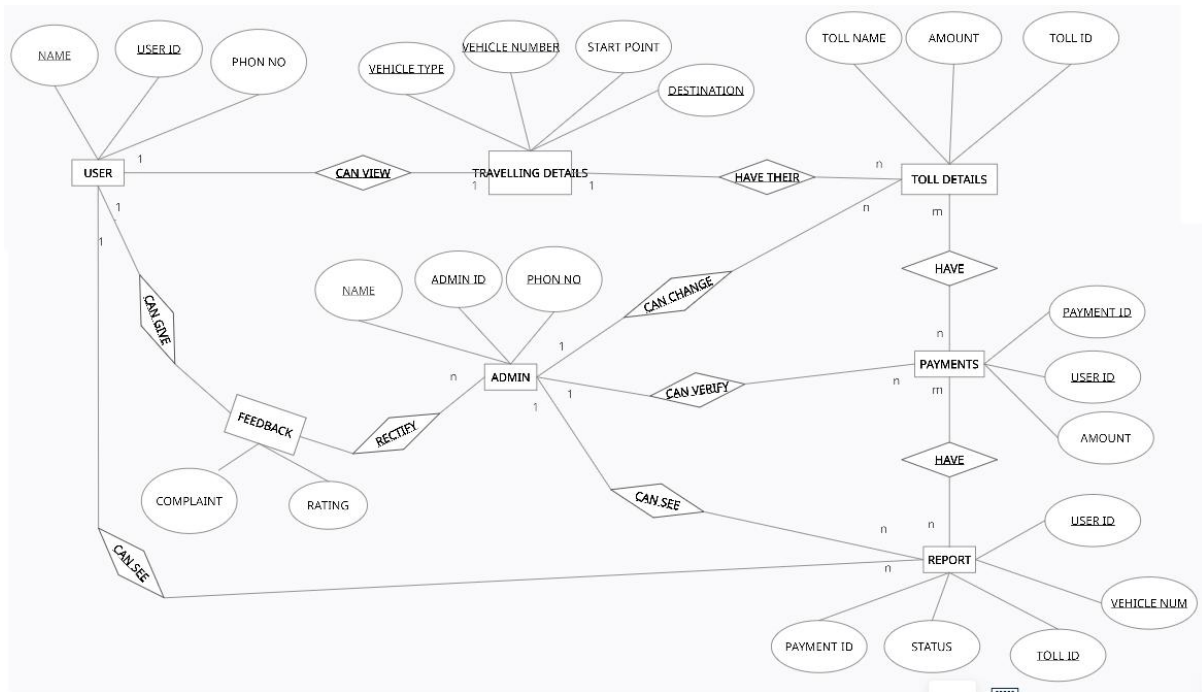 NAME
USER ID
PHON NO
VEHICLE TYPE
VEHICLE NUMBER
START POINT
DESTINATION
TOLL NAME
AMOUNT
TOLL ID
USER
1
CAN VIEW
1
TRAVELLING DETAILS
1
HAVE THEIR
n
TOLL DETAILS
1
1
n
m
CAN GIVE
NAME
ADMIN ID
PHON NO
CAN CHANGE
HAVE
1
n
PAYMENT ID
n
ADMIN
1
1
CAN VERIFY
n
PAYMENTS
m
USER ID
AMOUNT
FEEDBACK
RECTIFY
COMPLAINT
RATING
CAN SEE
HAVE
n
n
USER ID
CAN SEE
n
REPORT
VEHICLE NUM
PAYMENT ID
STATUS
TOLL ID